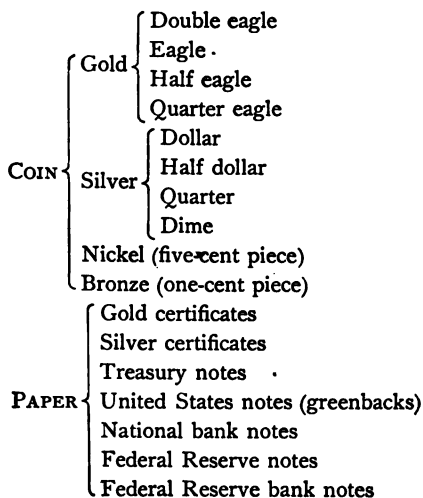 Double eagle
Eagle
Gold
Half eagle
Quarter eagle
Dollar
Half dollar
COIN
Silver
Quarter
Dime
Nickel (five-cent piece)
Bronze (one-cent piece)
Gold certificates
Silver certificates
Treasury notes
PAPER
United States notes (greenbacks)
National bank notes
Federal Reserve notes
Federal Reserve bank notes